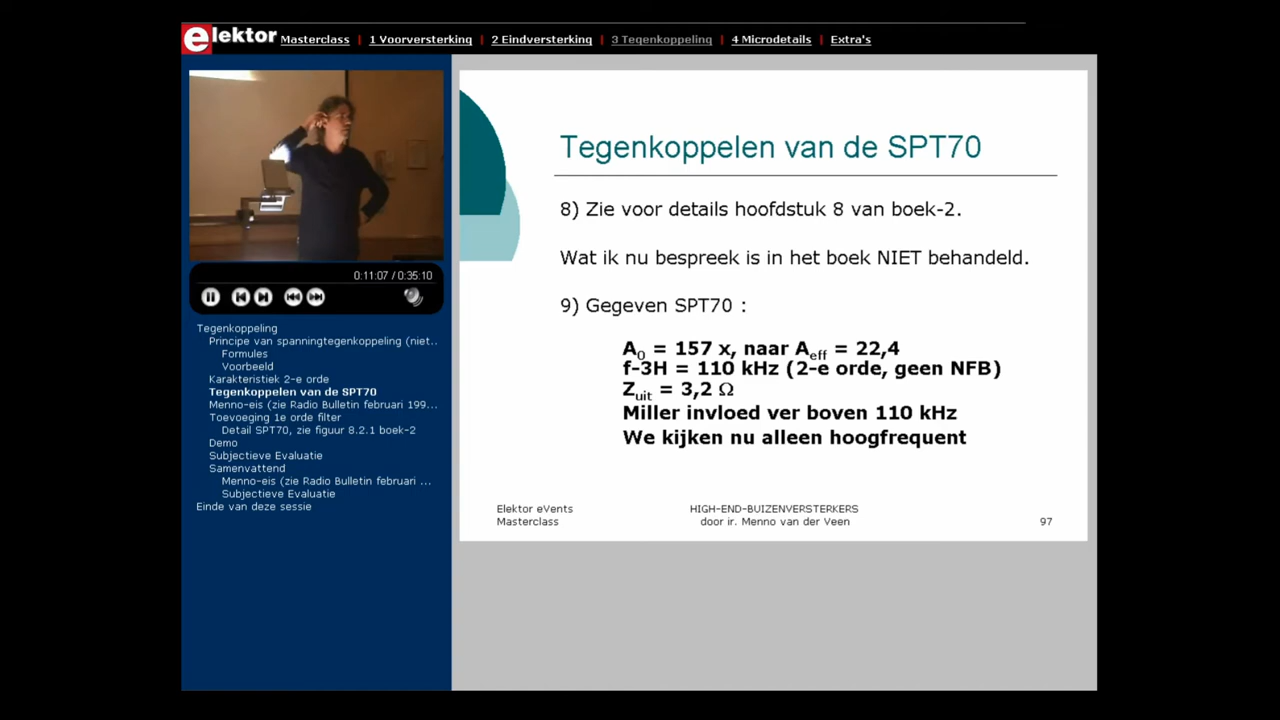 elektor
Masterclass | 1 Voorversterking | 2 Eindversterking | 3 Tegenkoppeling | 4 Microdetails | Extra's
0:11:07 / 0:35:10
Tegenkoppeling
Principe van spanningtegenkoppeling (niet..
Formules
Voorbeeld
Karakteristiek 2-e orde
Tegenkoppelen van de SPT70
Menno-eis (zie Radio Bulletin februari 199...
Toevoeging 1e orde filter
Detail SPT70, zie figuur 8.2.1 boek-2
Demo
Subjectieve Evaluatie
Samenvattend
Menno-eis (zie Radio Bulletin februari ...
Subjectieve Evaluatie
Einde van deze sessie
Tegenkoppelen van de SPT70
8) Zie voor details hoofdstuk 8 van boek-2.
Wat ik nu bespreek is in het boek NIET behandeld.
9) Gegeven SPT70 :
A0 = 157 x, naar Aeff = 22,4
f-3H = 110 kHz (2-e orde, geen NFB)
Zuit = 3,2 Ω
Miller invloed ver boven 110 kHz
We kijken nu alleen hoogfrequent
Elektor eVents
Masterclass
HIGH-END-BUIZENVERSTERKERS
door ir. Menno van der Veen
97